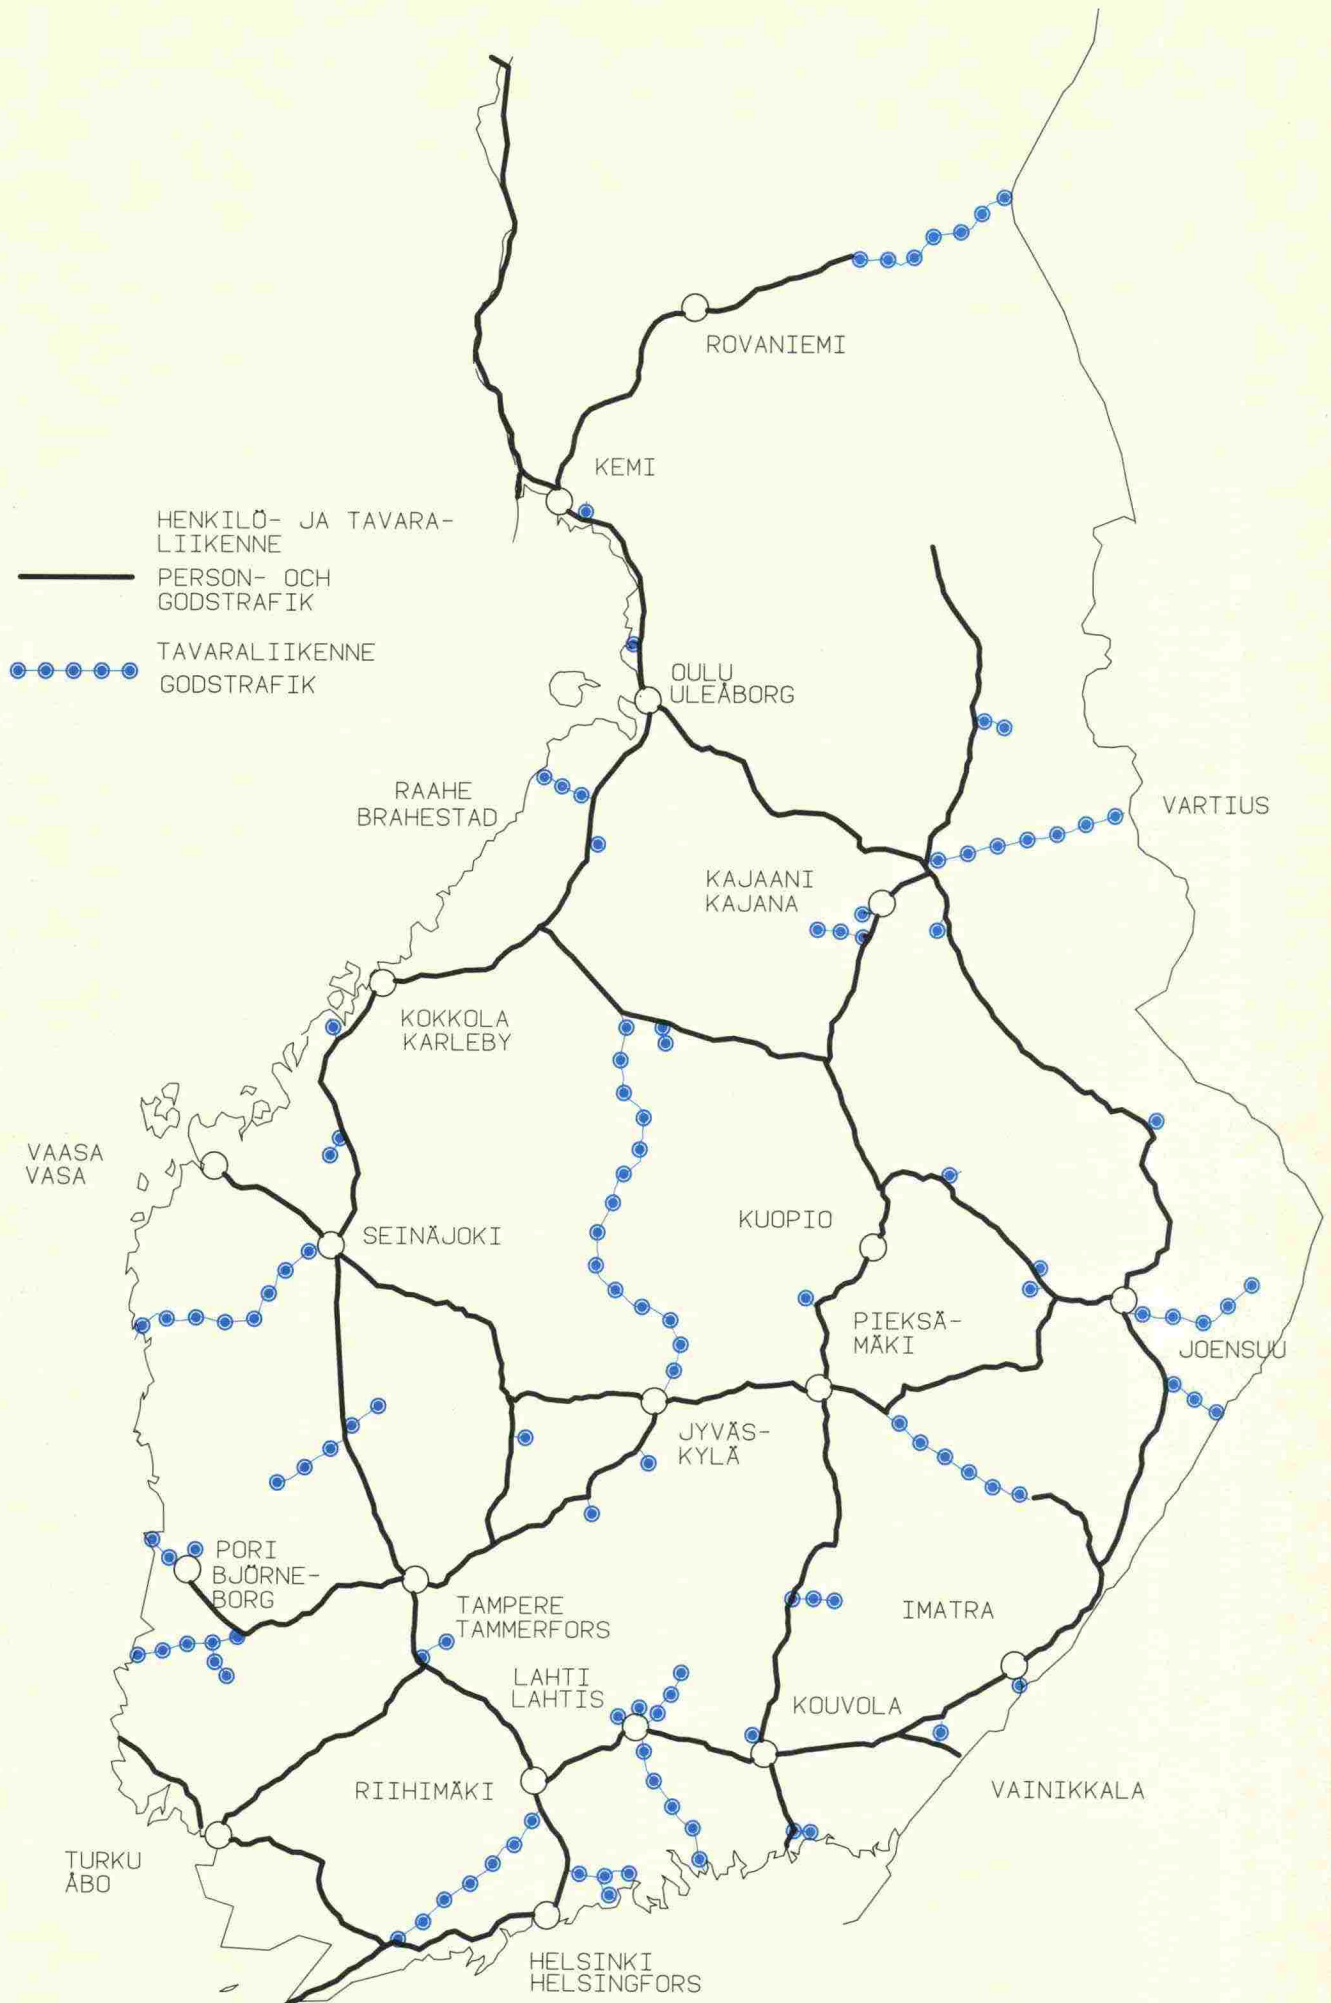 ROVANIEMI
KEMI
HENKILÖ- JA TAVARA-
LIIKENNE
PERSON- OCH
GODSTRAFIK
TAVARALIIKENNE
GODSTRAFIK
OULU
ULEÅBORG
RAAHE
BRAHESTAD
VARTIUS
KAJAANI
KAJANA
KOKKOLA
KARLEBY
VAASA
VASA
SEINÄJOKI
KUOPIO
PIEKSÄ-
MÄKI
JOENSUU
JYVÄS-
KYLÄ
PORI
BJÖRNE-
BORG
TAMPERE
TAMMERFORS
IMATRA
LAHTI
LAHTIS
KOUVOLA
RIIHIMÄKI
VAINIKKALA
TURKU
ÅBO
HELSINKI
HELSINGFORS